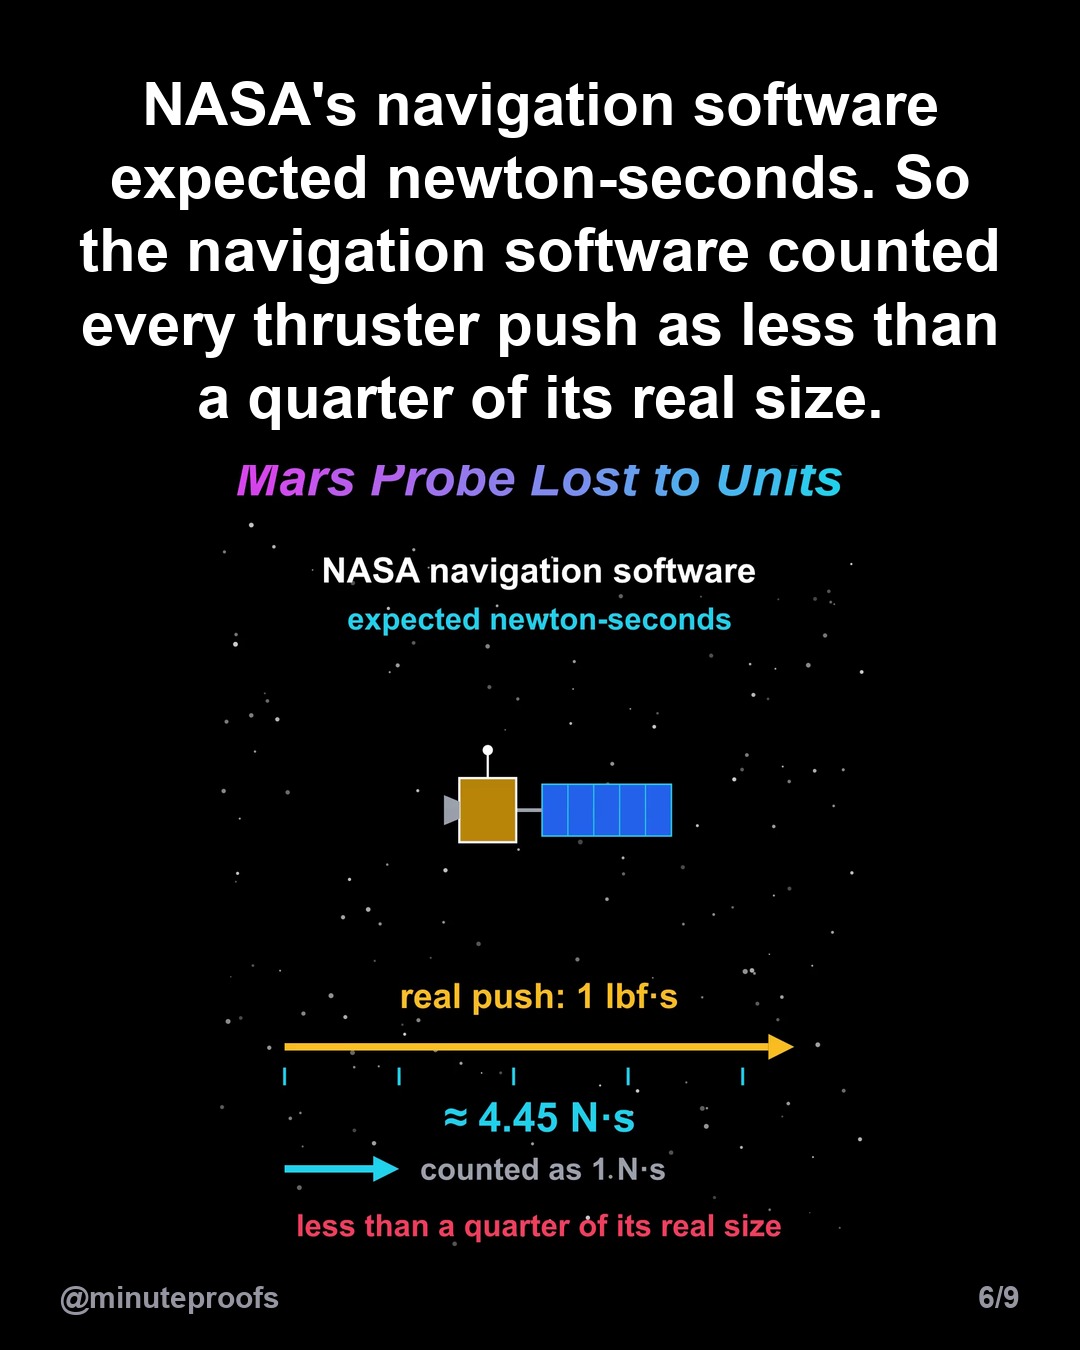 NASA's navigation software
expected newton-seconds. So
the navigation software counted
every thruster push as less than
a quarter of its real size.
Mars Probe Lost to Units
NASA navigation software
expected newton-seconds
real push: 1 lbf·s
≈ 4.45 N·s
counted as 1 N·s
less than a quarter of its real size
@minuteproofs
6/9